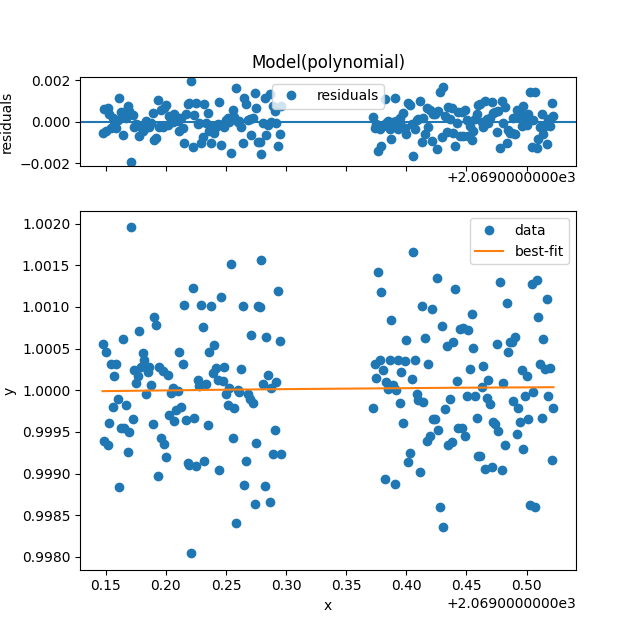 Model(polynomial)
residuals
0.002
0.000
−0.002
residuals
+2.0690000000e3
y
1.0020
1.0015
1.0010
1.0005
1.0000
0.9995
0.9990
0.9985
0.9980
data
best-fit
0.15 0.20 0.25 0.30 0.35 0.40 0.45 0.50
x
+2.0690000000e3